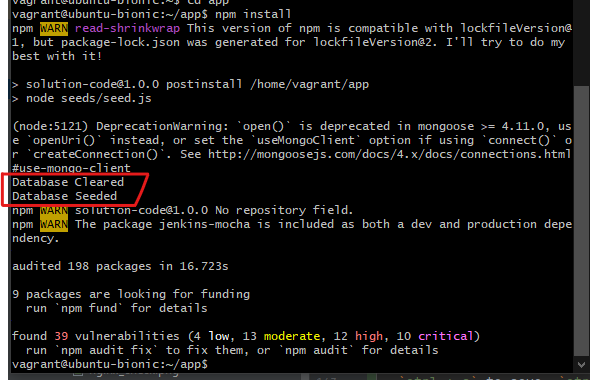 vagrant@ubuntu-bionic:~$ cd app
vagrant@ubuntu-bionic:~/app$ npm install
npm WARN read-shrinkwrap This version of npm is compatible with lockfileVersion@
1, but package-lock.json was generated for lockfileVersion@2. I'll try to do my
best with it!
> solution-code@1.0.0 postinstall /home/vagrant/app
> node seeds/seed.js
(node:5121) DeprecationWarning: `open()` is deprecated in mongoose >= 4.11.0, us
e `openUri()` instead, or set the `useMongoClient` option if using `connect()` o
r `createConnection()`. See http://mongoosejs.com/docs/4.x/docs/connections.html
#use-mongo-client
Database Cleared
Database Seeded
npm WARN solution-code@1.0.0 No repository field.
npm WARN The package jenkins-mocha is included as both a dev and production depe
ndency.
audited 198 packages in 16.723s
9 packages are looking for funding
run `npm fund` for details
found 39 vulnerabilities (4 low, 13 moderate, 12 high, 10 critical)
run `npm audit fix` to fix them, or `npm audit` for details
vagrant@ubuntu-bionic:~/app$